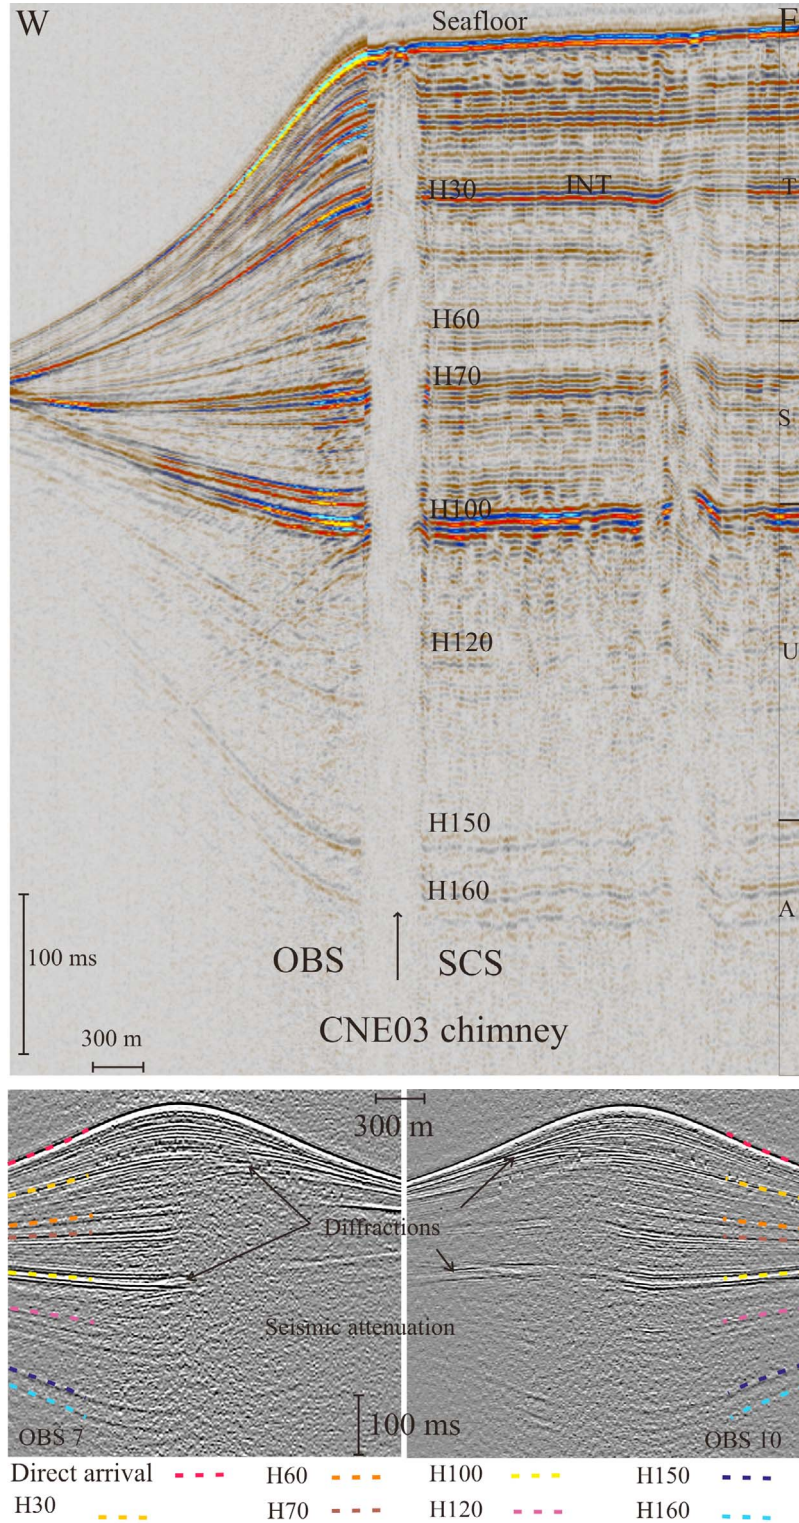 W Seafloor E
H30 INT T
H60
H70
S
H100
H120
U
H150
H160
A
100 ms
OBS SCS
CNE03 chimney
300 m
300 m
Diffractions
Seismic attenuation
100 ms
OBS 7 OBS 10
Direct arrival H60 H100 H150
H30 H70 H120 H160